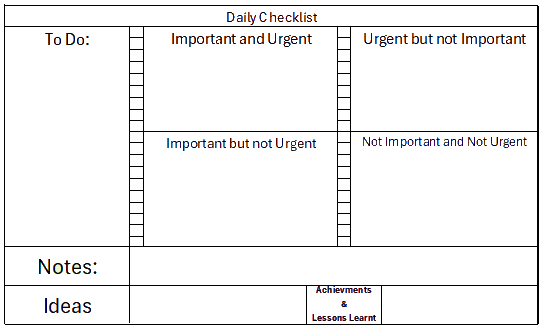 Daily Checklist
To Do:
Important and Urgent
Urgent but not Important
Important but not Urgent
Not Important and Not Urgent
Notes:
Ideas
Achievments
&
Lessons Learnt